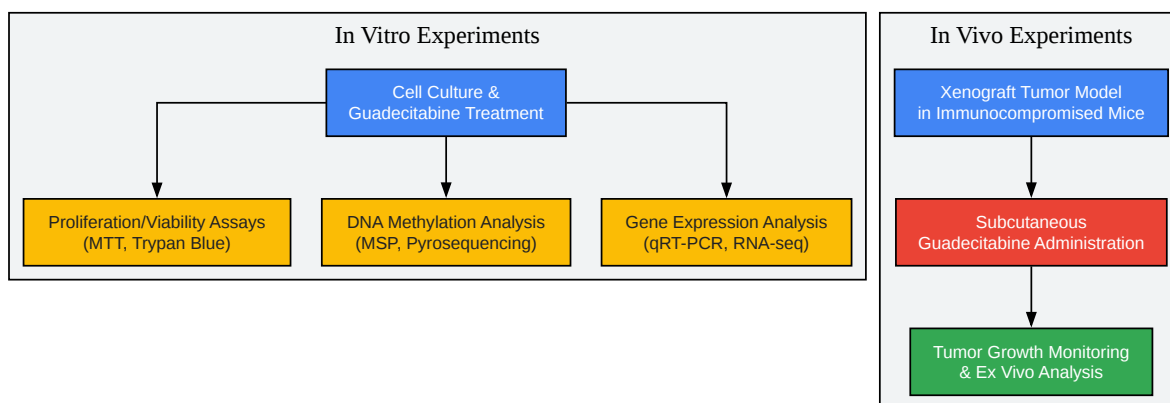 In Vitro Experiments
Cell Culture &
Guadecitabine Treatment
Proliferation/Viability Assays
(MTT, Trypan Blue)
DNA Methylation Analysis
(MSP, Pyrosequencing)
Gene Expression Analysis
(qRT-PCR, RNA-seq)
In Vivo Experiments
Xenograft Tumor Model
in Immunocompromised Mice
Subcutaneous
Guadecitabine Administration
Tumor Growth Monitoring
& Ex Vivo Analysis